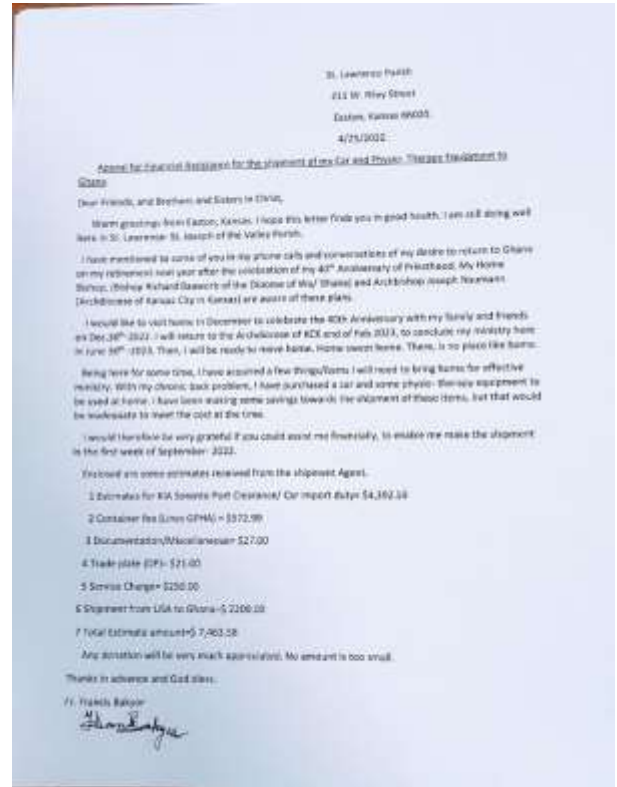 St. Lawrence Parish
211 W. Riley Street
Easton, Kansas 66020.
4/25/2022
Appeal for Financial Assistance for the shipment of my Car and Physio- Therapy Equipment to
Ghana
Dear Friends, and Brothers and Sisters in Christ,
Warm greetings from Easton, Kansas. I hope this letter finds you in good health. I am still doing well
here in St. Lawrence- St. Joseph of the Valley Parish.
I have mentioned to some of you in my phone calls and conversations of my desire to return to Ghana
on my retirement next year after the celebration of my 40th Anniversary of Priesthood. My Home
Bishop, (Bishop Richard Baawobr of the Diocese of Wa/ Ghana) and Archbishop Joseph Naumann
(Archdiocese of Kansas City in Kansas) are aware of these plans.
I would like to visit home in December to celebrate the 40th Anniversary with my family and friends
on Dec.30th-2022. I will return to the Archdiocese of KCK end of Feb.2023, to conclude my ministry here
in June 30th -2023. Then, I will be ready to move home. Home sweet home. There, is no place like home.
Being here for some time, I have acquired a few things/items I will need to bring home for effective
ministry. With my chronic back problem, I have purchased a car and some physio- therapy equipment to
be used at home. I have been making some savings towards the shipment of these items, but that would
be inadequate to meet the cost at the time.
I would therefore be very grateful if you could assist me financially, to enable me make the shipment
in the first week of September- 2022.
Enclosed are some estimates received from the shipment Agent.
1 Estimates for KIA Sorento Port Clearance/ Car import duty= $4,392.59
2 Container fee (Lines GPHA) = $572.99
3 Documentation/Miscellaneous= $27.00
4 Trade plate (DP)- $21.00
5 Service Charge= $250.00
6 Shipment from USA to Ghana=$ 2200.00
7 Total Estimate amount=$ 7,463.58
Any donation will be very much appreciated. No amount is too small.
Thanks in advance and God bless.
Fr. Francis Bakyor